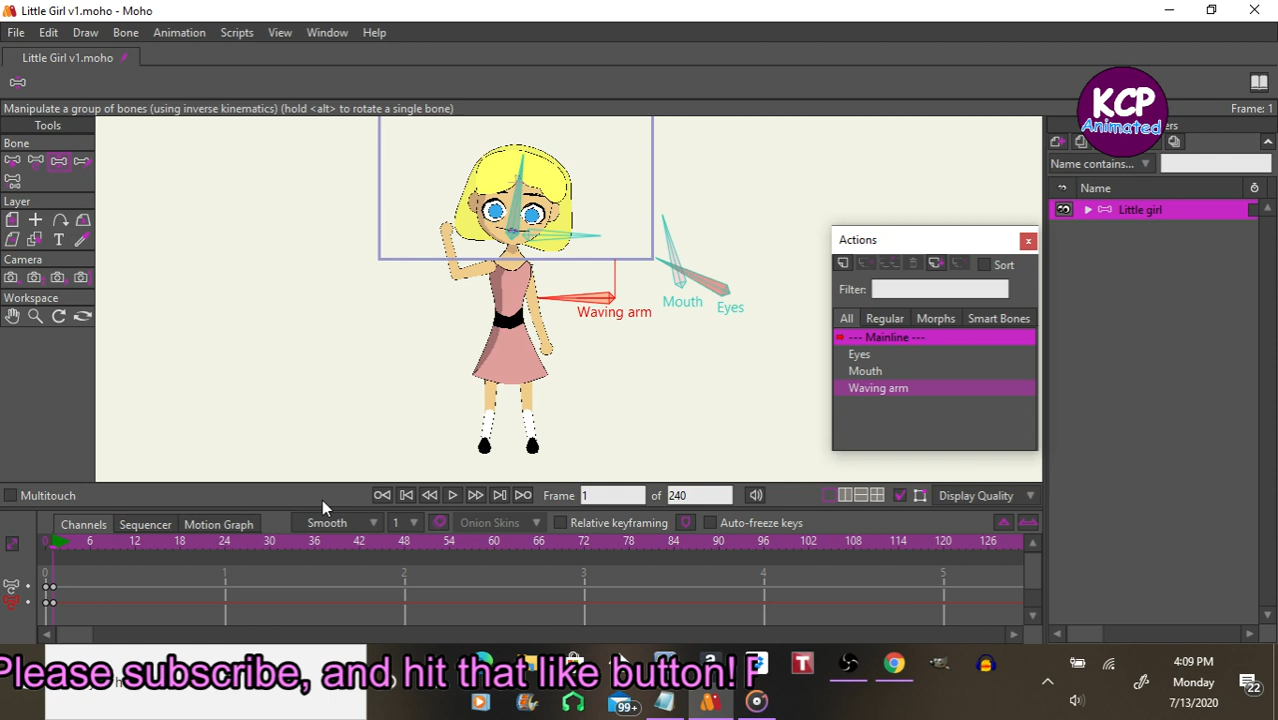 Little Girl v1.moho - Moho
File Edit Draw Bone Animation Scripts View Window Help
Little Girl v1.moho
Manipulate a group of bones (using inverse kinematics) (hold <alt> to rotate a single bone)
Frame: 1
KCP
Animated
Tools
Bone
Layer
Camera
Workspace
Name contains...
Name
Little girl
Waving arm
Mouth
Eyes
Actions
Sort
Filter:
All Regular Morphs Smart Bones
--- Mainline ---
Eyes
Mouth
Waving arm
Multitouch
Frame 1 of 240
Display Quality
Channels Sequencer Motion Graph Smooth 1 Onion Skins Relative keyframing Auto-freeze keys
0 6 12 18 24 30 36 42 48 54 60 66 72 78 84 90 96 102 108 114 120 126
0 1 2 3 4 5
Please subscribe, and hit that like button!
99+
4:09 PM
Monday
7/13/2020
22